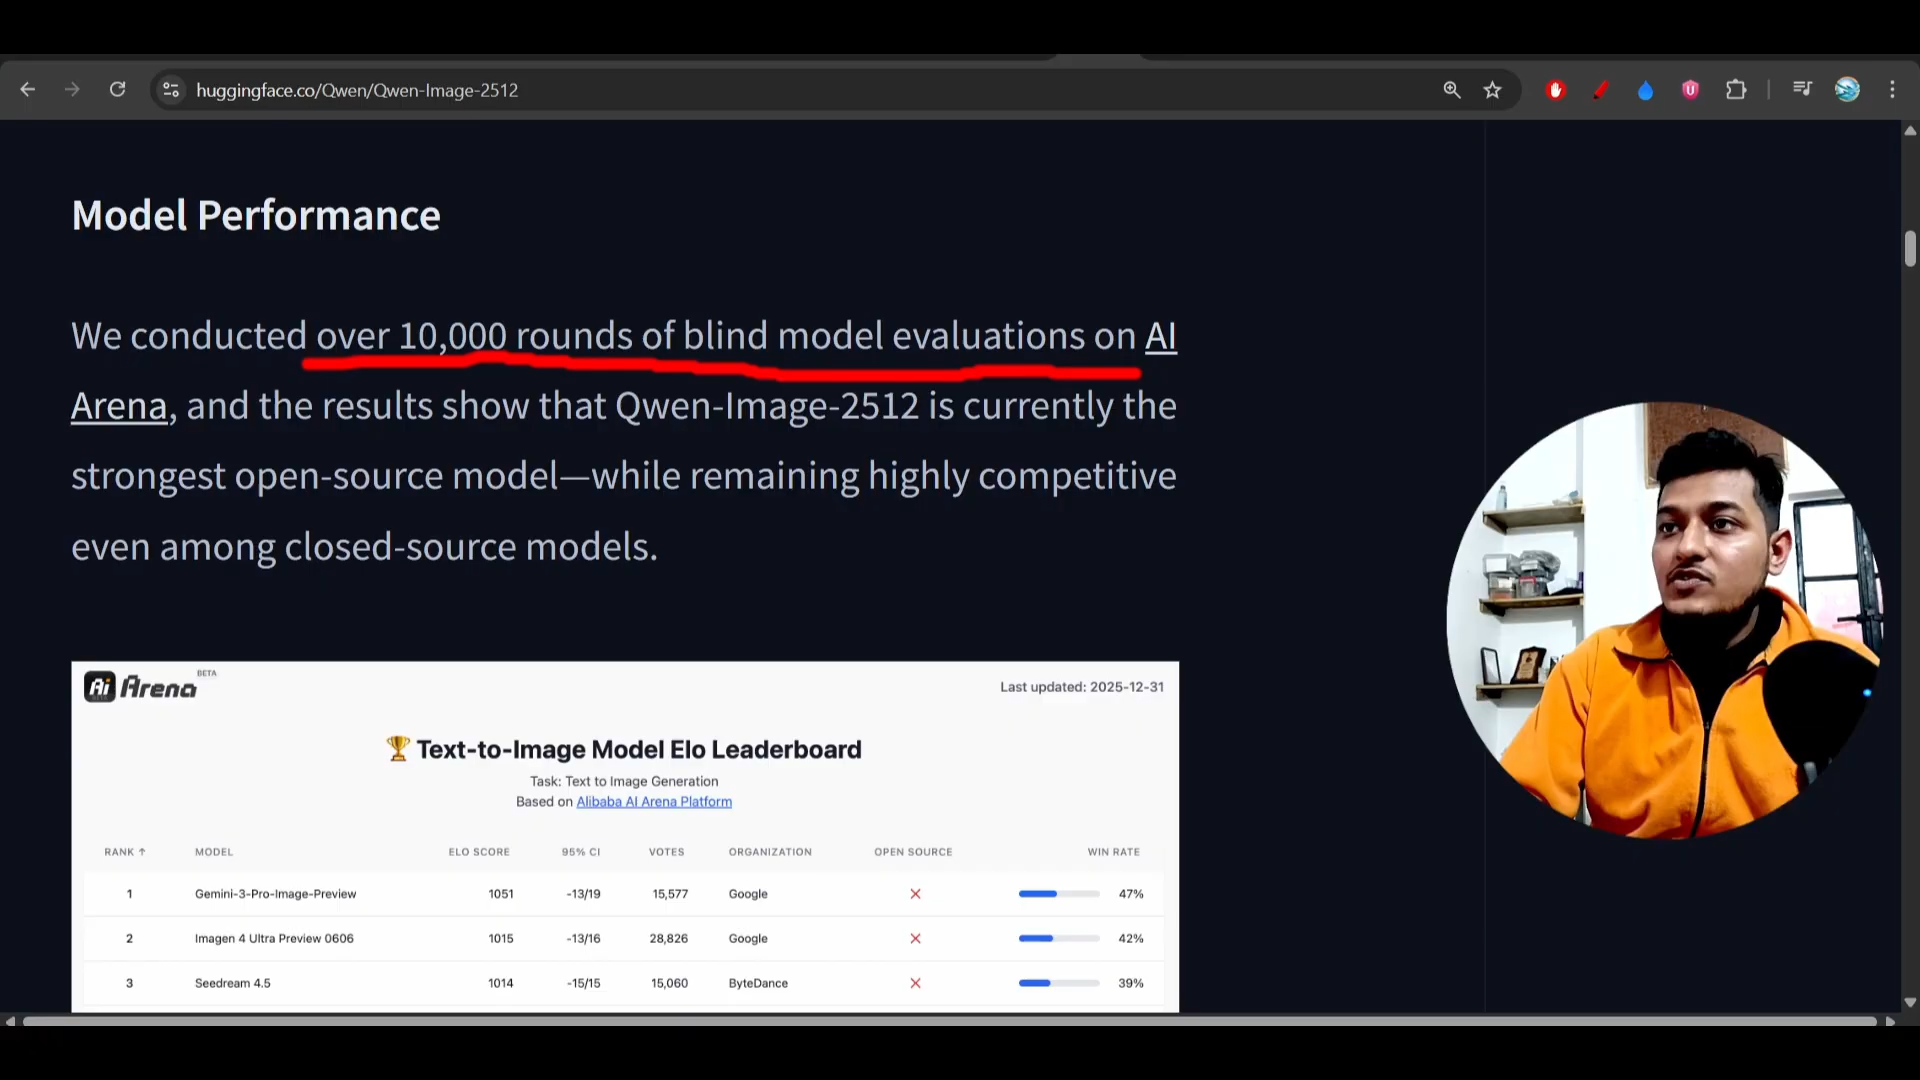 huggingface.co/Qwen/Qwen-Image-2512
Model Performance
We conducted over 10,000 rounds of blind model evaluations on AI
Arena, and the results show that Qwen-Image-2512 is currently the
strongest open-source model—while remaining highly competitive
even among closed-source models.
Ai Arena BETA
Last updated: 2025-12-31
🏆 Text-to-Image Model Elo Leaderboard
Task: Text to Image Generation
Based on Alibaba AI Arena Platform
RANK ↑ MODEL ELO SCORE 95% CI VOTES ORGANIZATION OPEN SOURCE WIN RATE
1 Gemini-3-Pro-Image-Preview 1051 -13/19 15,577 Google ✕ 47%
2 Imagen 4 Ultra Preview 0606 1015 -13/16 28,826 Google ✕ 42%
3 Seedream 4.5 1014 -15/15 15,060 ByteDance ✕ 39%